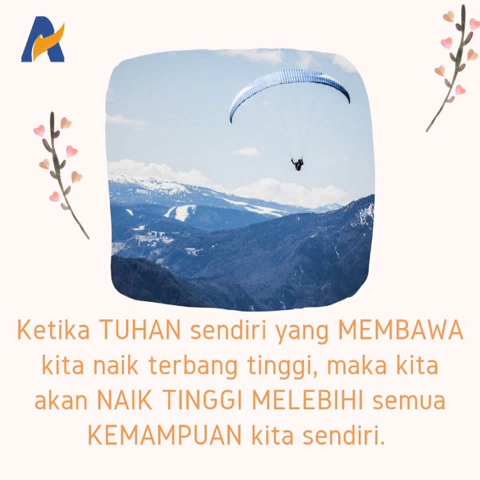 Ketika TUHAN sendiri yang MEMBAWA
kita naik terbang tinggi, maka kita
akan NAIK TINGGI MELEBIHI semua
KEMAMPUAN kita sendiri.